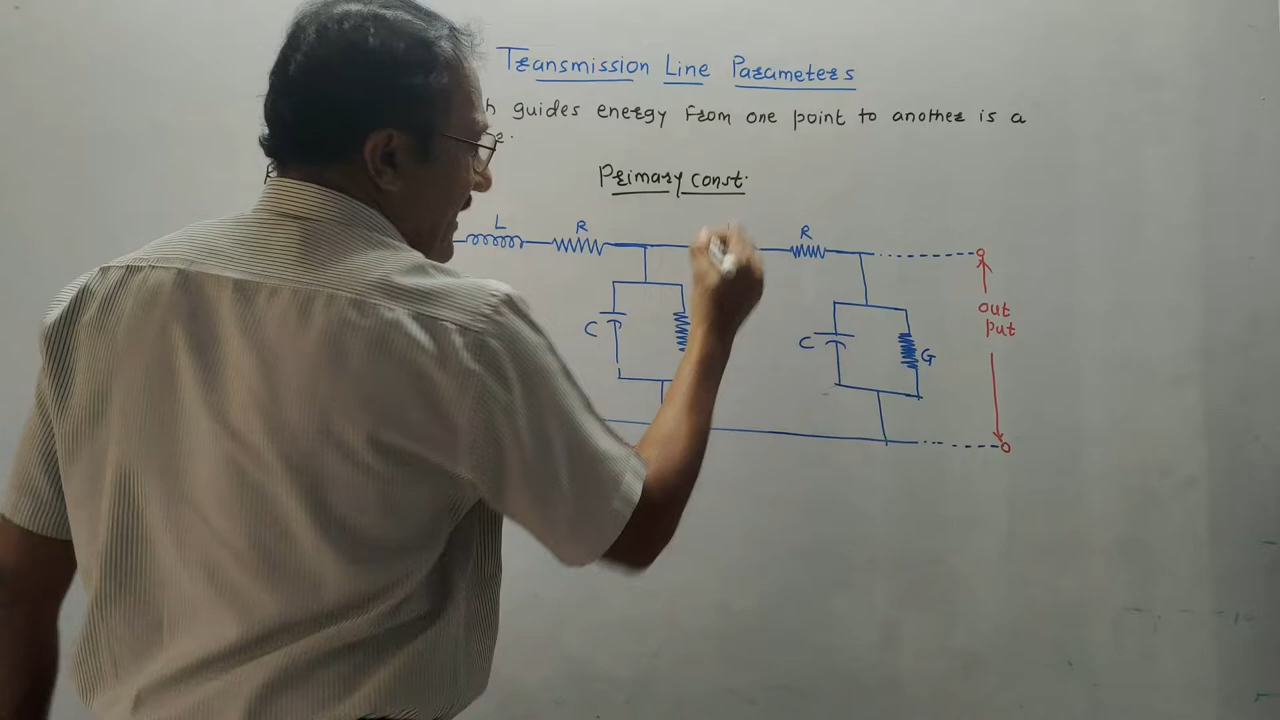 Transmission Line Parameters
guides energy from one point to another is a
Primary const.
L R R
C C G
out
put